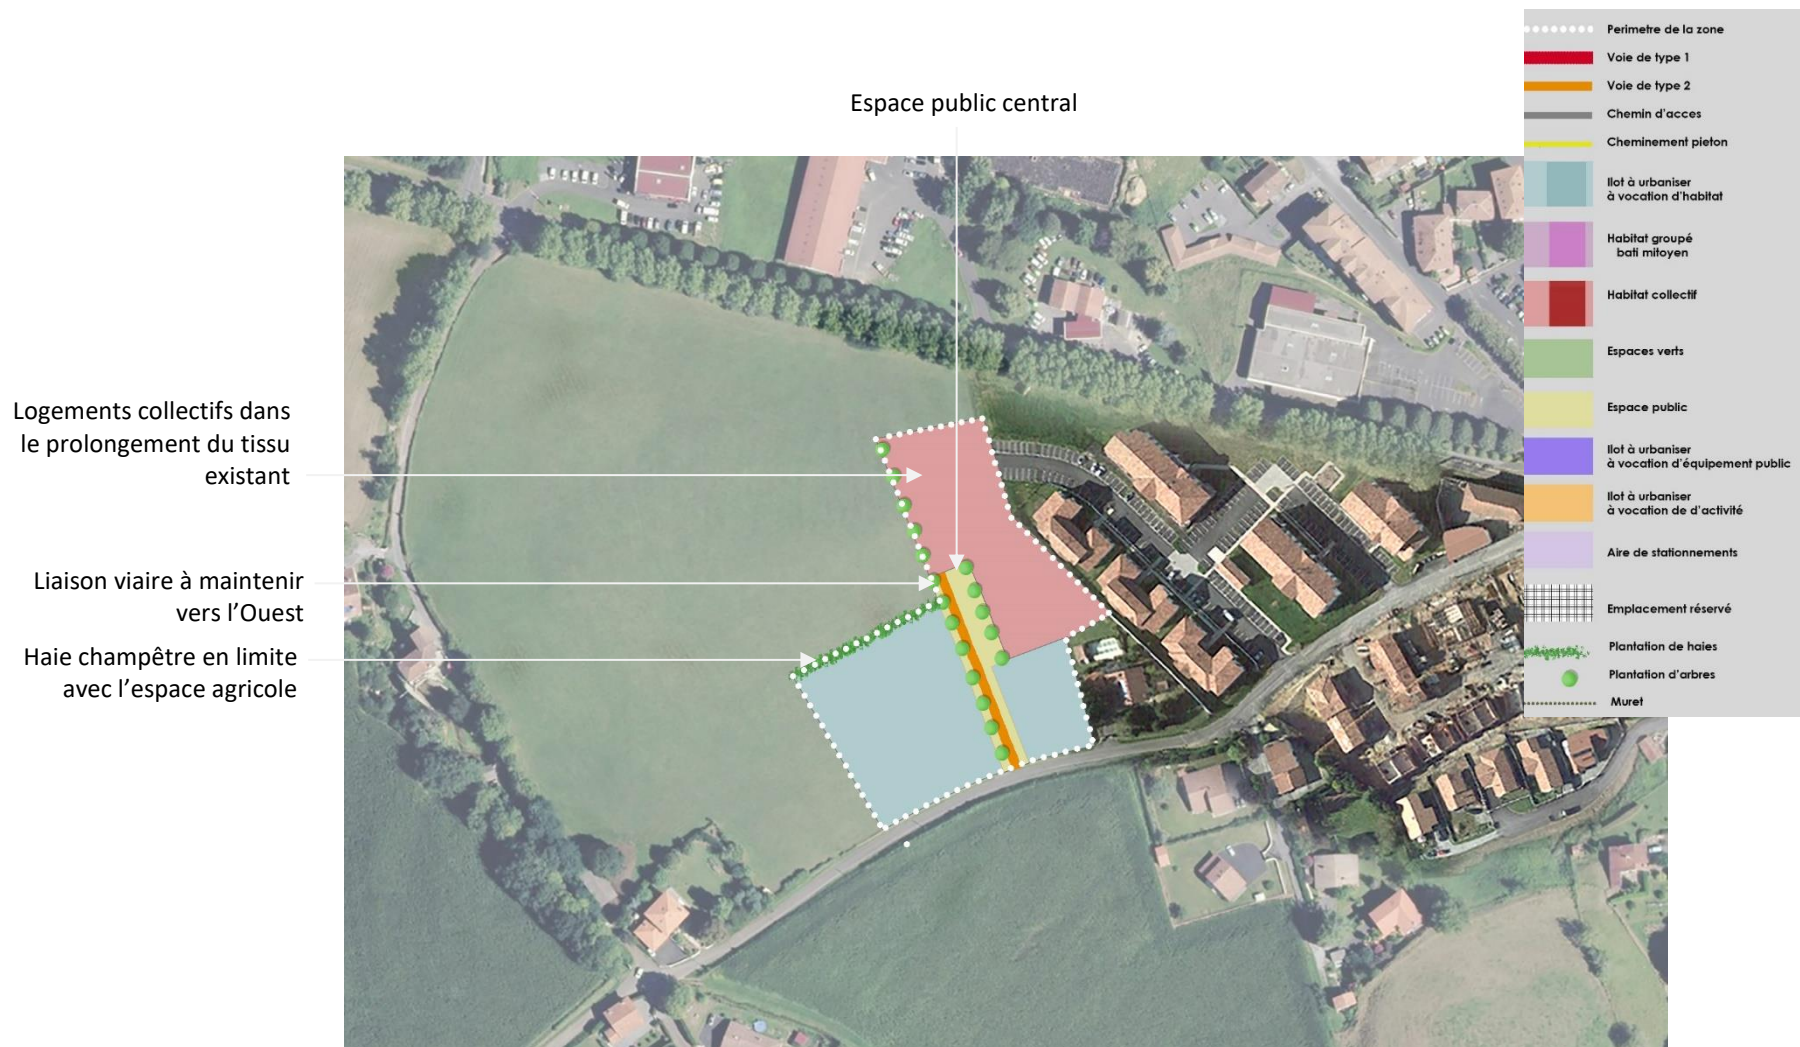 Espace public central
Logements collectifs dans
le prolongement du tissu
existant
Liaison viaire à maintenir
vers l'Ouest
Haie champêtre en limite
avec l'espace agricole
Perimetre de la zone
Voie de type 1
Voie de type 2
Chemin d'acces
Cheminement pieton
Ilot à urbaniser
à vocation d'habitat
Habitat groupé
bati mitoyen
Habitat collectif
Espaces verts
Espace public
Ilot à urbaniser
à vocation d'équipement public
Ilot à urbaniser
à vocation de d'activité
Aire de stationnements
Emplacement réservé
Plantation de haies
Plantation d'arbres
Muret